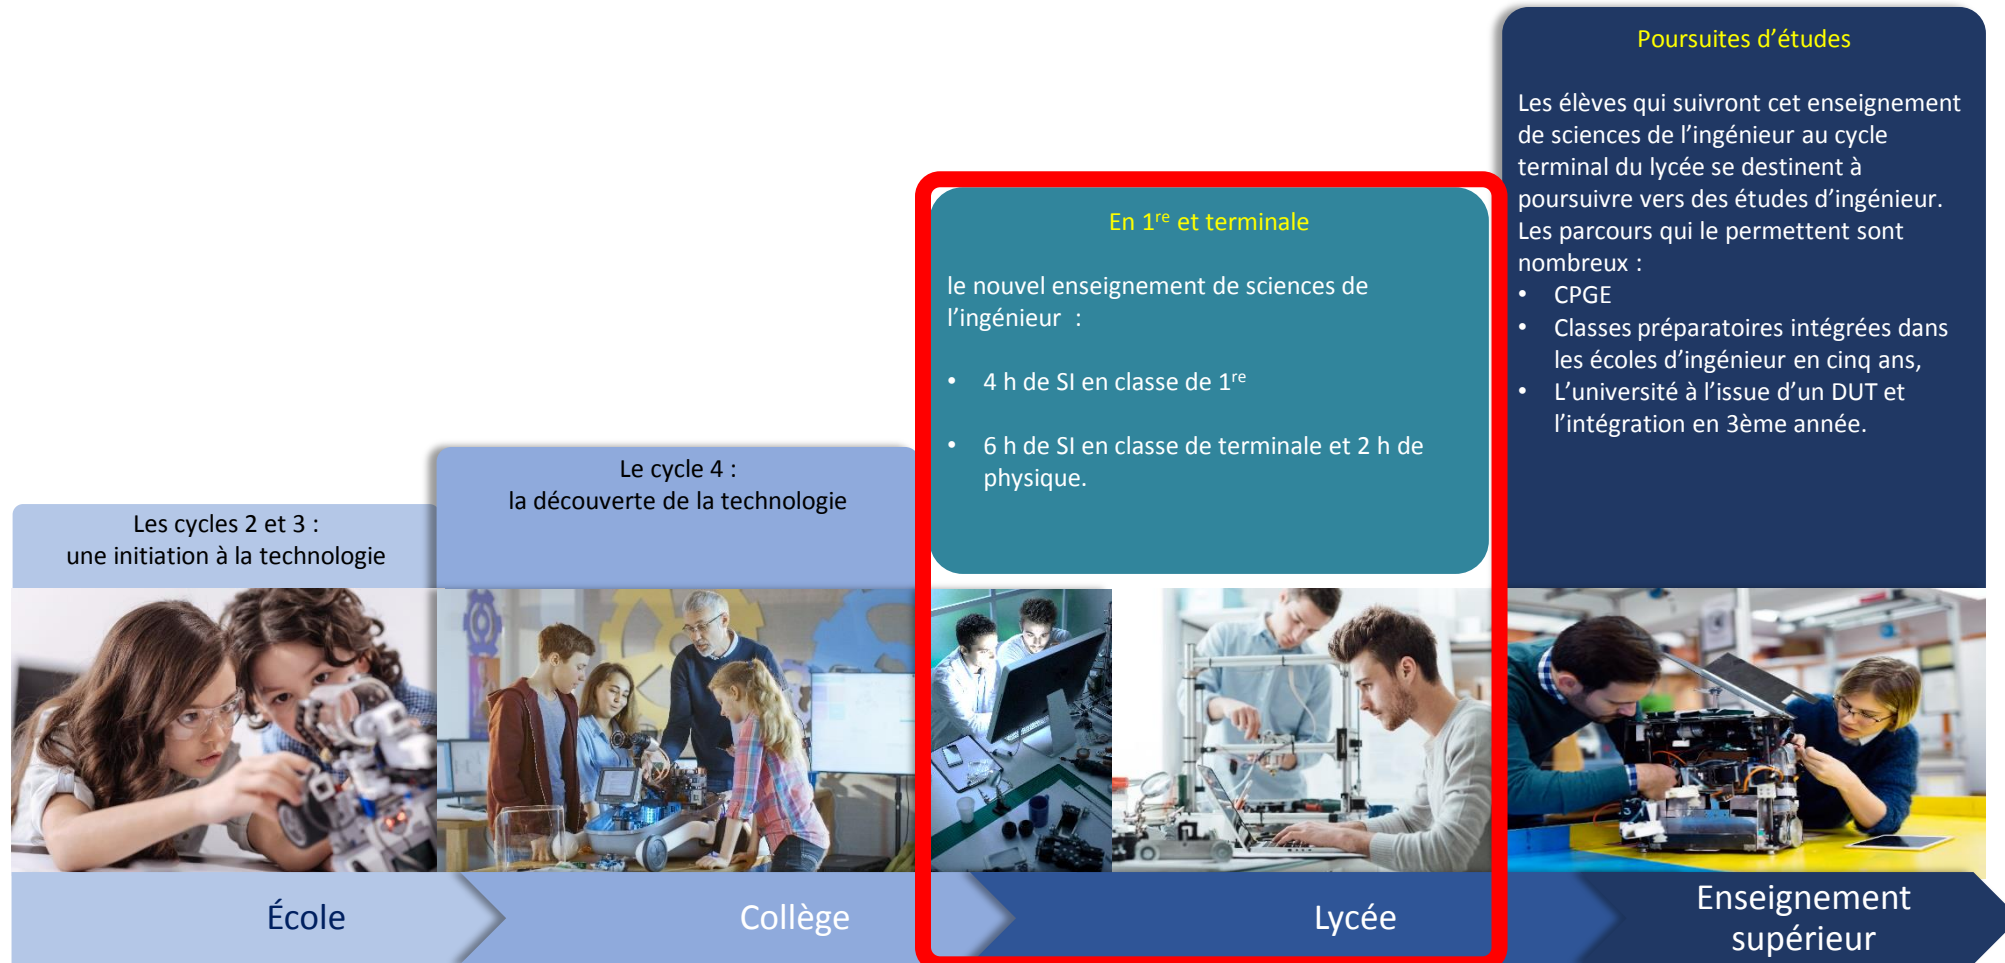 Les cycles 2 et 3 :
une initiation à la technologie
Le cycle 4 :
la découverte de la technologie
En 1re et terminale
le nouvel enseignement de sciences de
l’ingénieur :
• 4 h de SI en classe de 1re
• 6 h de SI en classe de terminale et 2 h de
physique.
Poursuites d’études
Les élèves qui suivront cet enseignement
de sciences de l’ingénieur au cycle
terminal du lycée se destinent à
poursuivre vers des études d’ingénieur.
Les parcours qui le permettent sont
nombreux :
• CPGE
• Classes préparatoires intégrées dans
les écoles d’ingénieur en cinq ans,
• L’université à l’issue d’un DUT et
l’intégration en 3ème année.
École
Collège
Lycée
Enseignement
supérieur